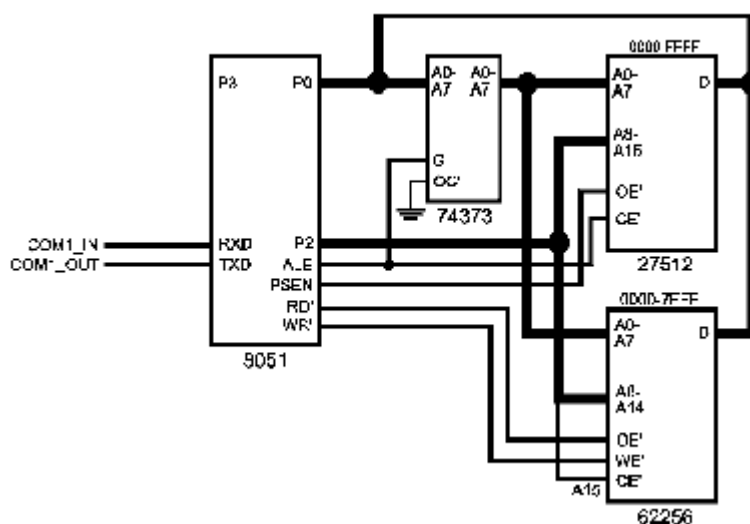 0000 FFFF
P3 P0
A0- A7
A0- A7
A0- A7
D
A8- A15
G
OC'
OE'
CE'
74373
27512
COM1_IN
COM1_OUT
RXD
TXD
P2
ALE
PSEN
RD'
WR'
8051
0000-7FFF
A0- A7
D
A8- A14
OE'
WE'
CE'
A15
62256